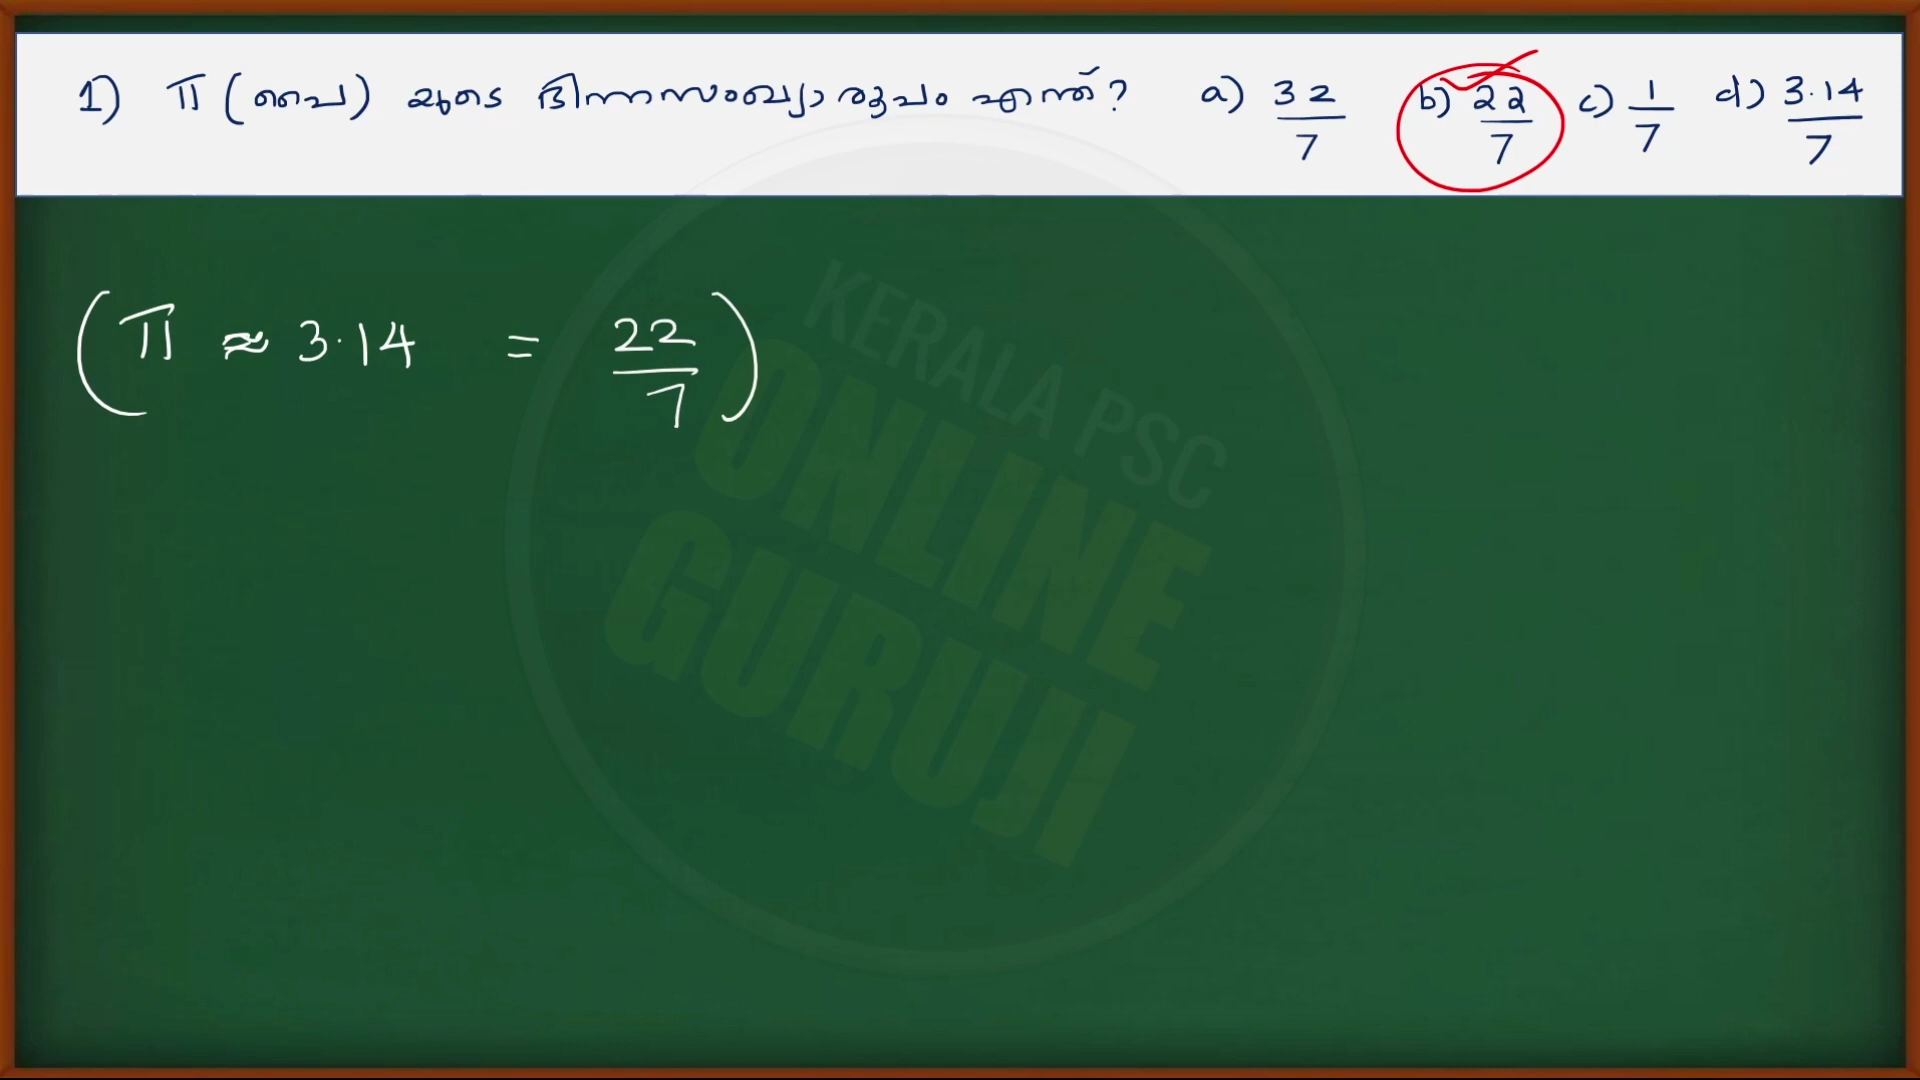 1) π (പൈ) യുടെ ഭിന്നസംഖ്യാ രൂപം എന്ത്? a) 32/7 b) 22/7 c) 1/7 d) 3.14/7
(π ≈ 3.14 = 22/7)
KERALA PSC
ONLINE
GURUJI